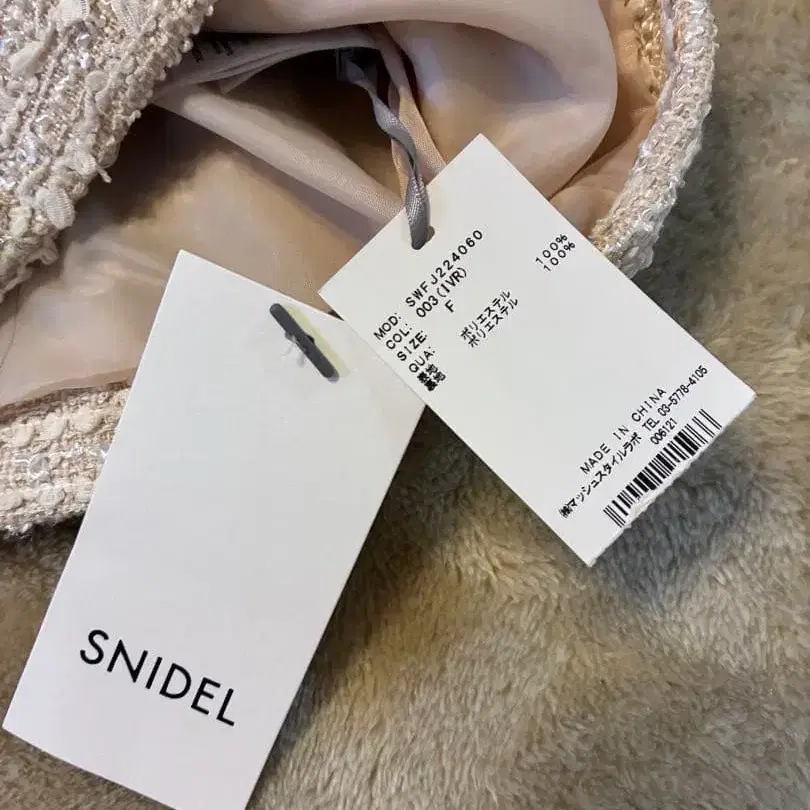 MOD: SWFJ224060
COL: 003(IVR)
SIZE: F
QUA:
表地 ポリエステル 100%
裏地 ポリエステル 100%
MADE IN CHINA
㈱マッシュスタイルラボ TEL 03-5778-4105
006121
SNIDEL